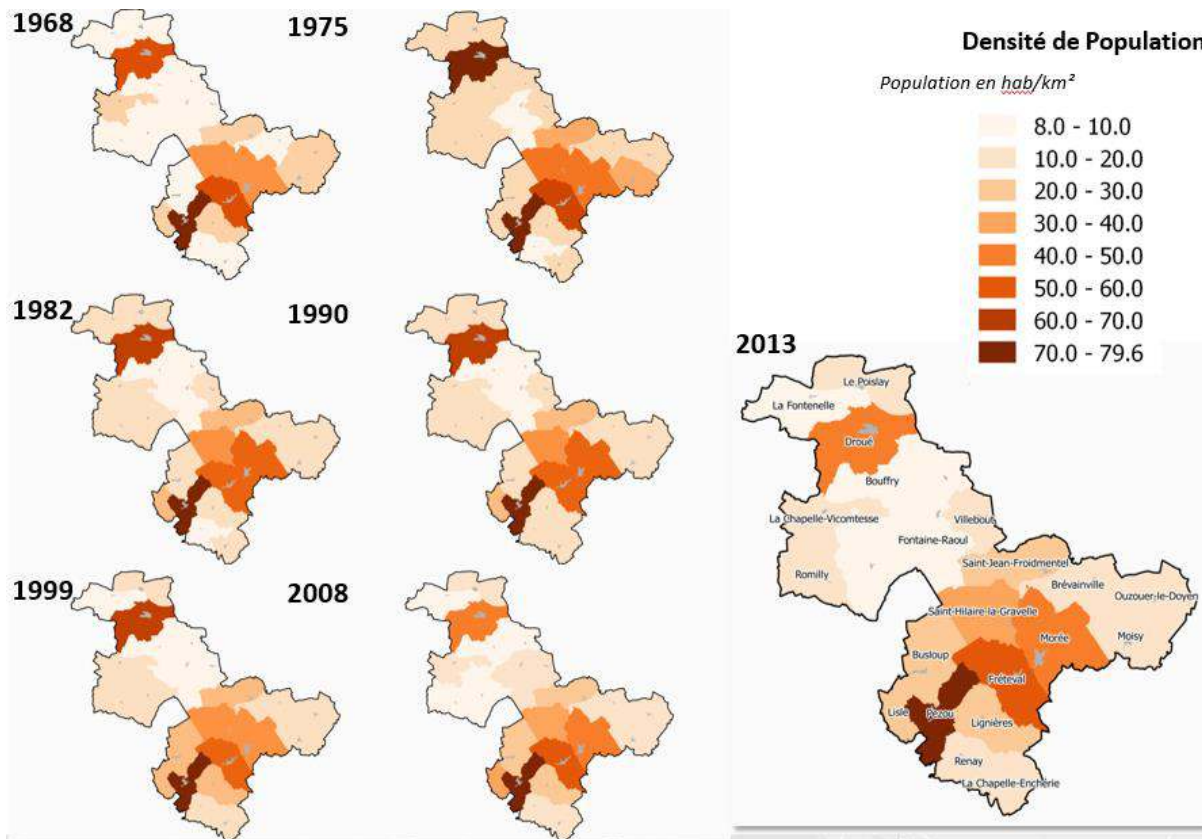 1968
1975
Densité de Population
Population en hab/km²
8.0 - 10.0
10.0 - 20.0
20.0 - 30.0
30.0 - 40.0
40.0 - 50.0
50.0 - 60.0
60.0 - 70.0
70.0 - 79.6
1982
1990
2013
Le Poislay
La Fontenelle
Droué
Bouffry
La Chapelle-Vicomtesse
Villebout
Fontaine-Raoul
Saint-Jean-Froidmentel
Romilly
Brévainville
Ouzouer-le-Doyen
Saint-Hilaire-la-Gravelle
Morée
Moisy
Busloup
Fréteval
Lisle
Pezou
Lignières
Renay
La Chapelle-Enchérie
1999
2008